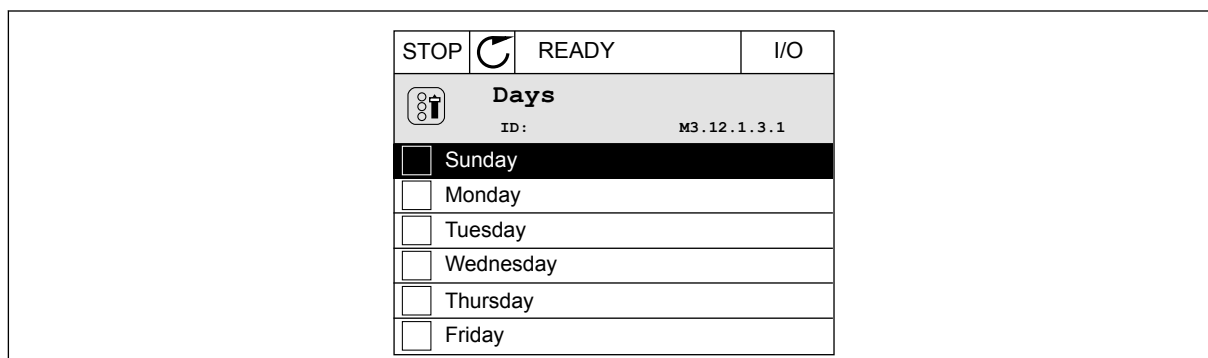 STOP READY I/O
Days
ID: M3.12.1.3.1
Sunday
Monday
Tuesday
Wednesday
Thursday
Friday